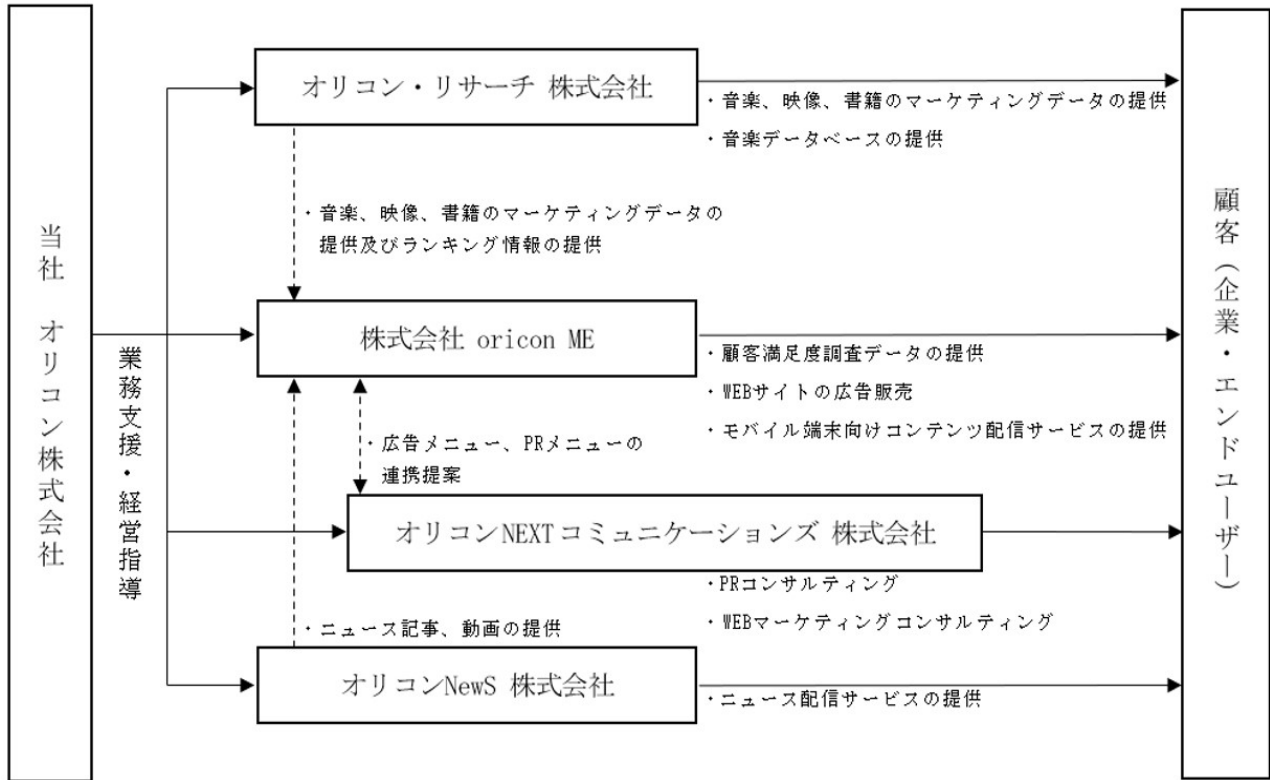 当社 オリコン株式会社
業務支援・経営指導
オリコン・リサーチ 株式会社
・音楽、映像、書籍のマーケティングデータの提供
・音楽データベースの提供
・音楽、映像、書籍のマーケティングデータの
提供及びランキング情報の提供
株式会社 oricon ME
・顧客満足度調査データの提供
・WEBサイトの広告販売
・モバイル端末向けコンテンツ配信サービスの提供
・広告メニュー、PRメニューの
連携提案
オリコンNEXTコミュニケーションズ 株式会社
・PRコンサルティング
・WEBマーケティングコンサルティング
・ニュース記事、動画の提供
オリコンNewS 株式会社
・ニュース配信サービスの提供
顧客(企業・エンドユーザー)